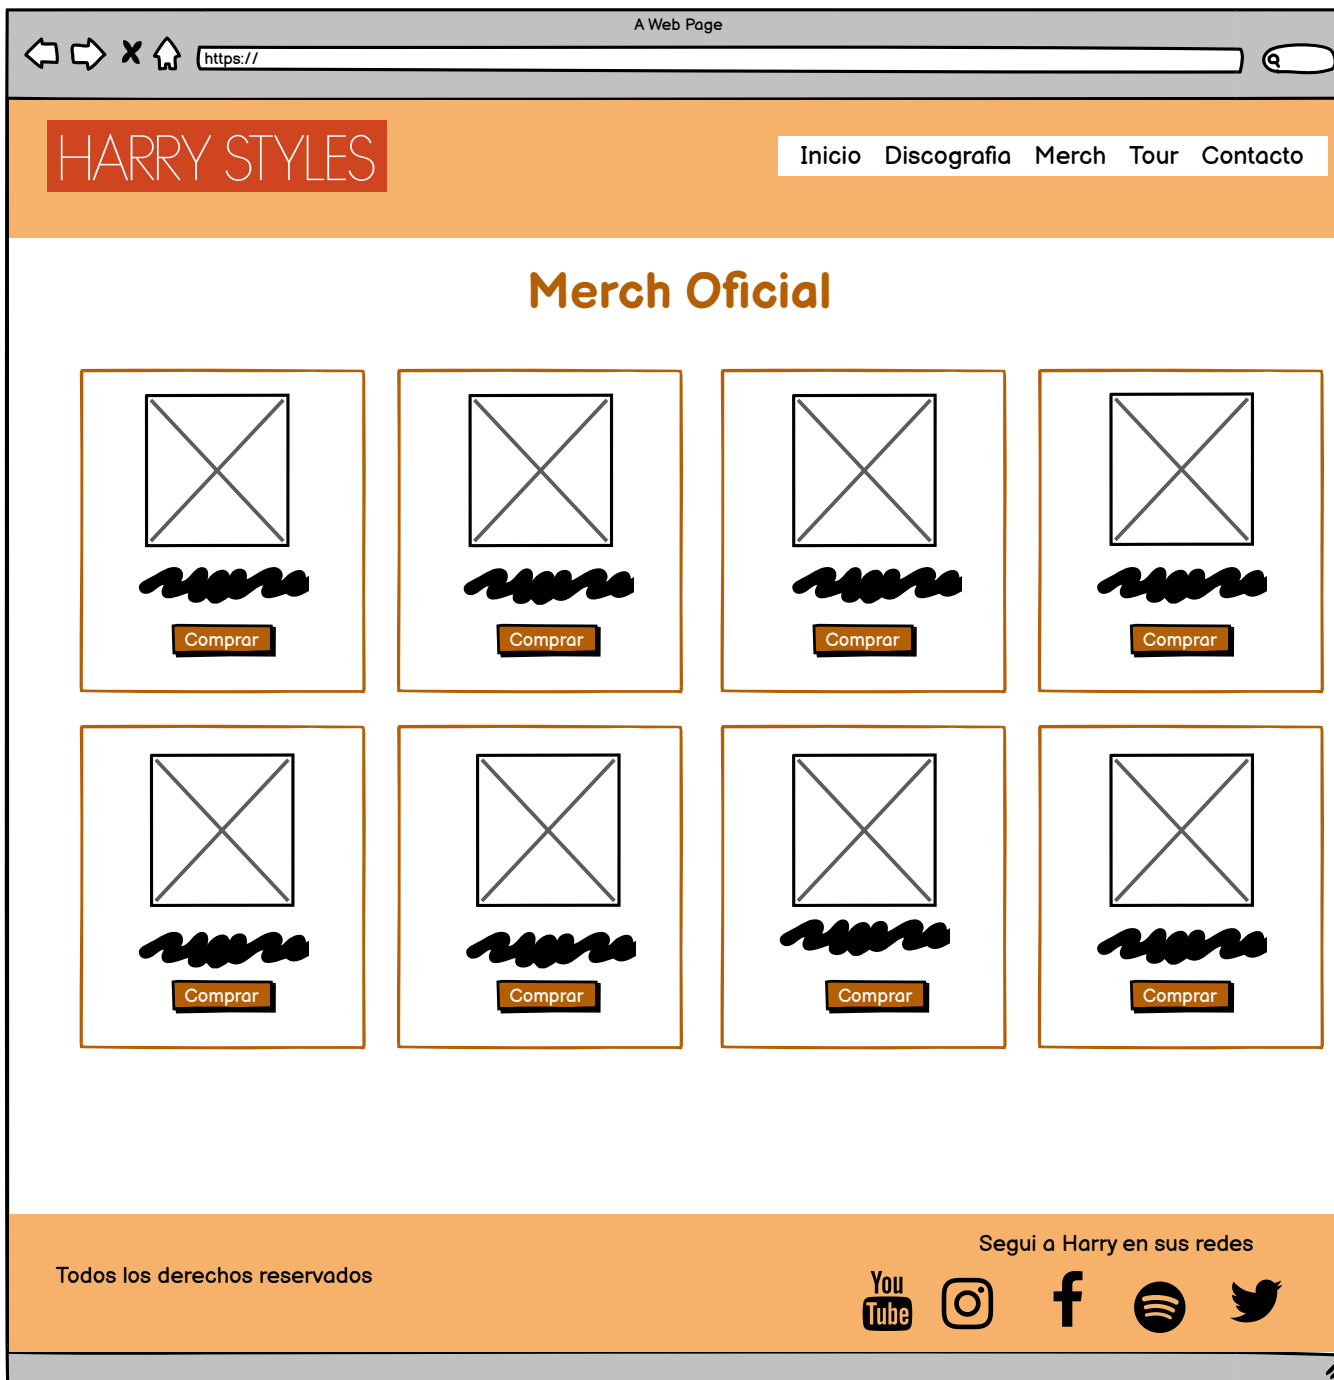 A Web Page
https://
HARRY STYLES
Inicio Discografia Merch Tour Contacto
Merch Oficial
Comprar Comprar Comprar Comprar
Comprar Comprar Comprar Comprar
Segui a Harry en sus redes
Todos los derechos reservados
You
Tube